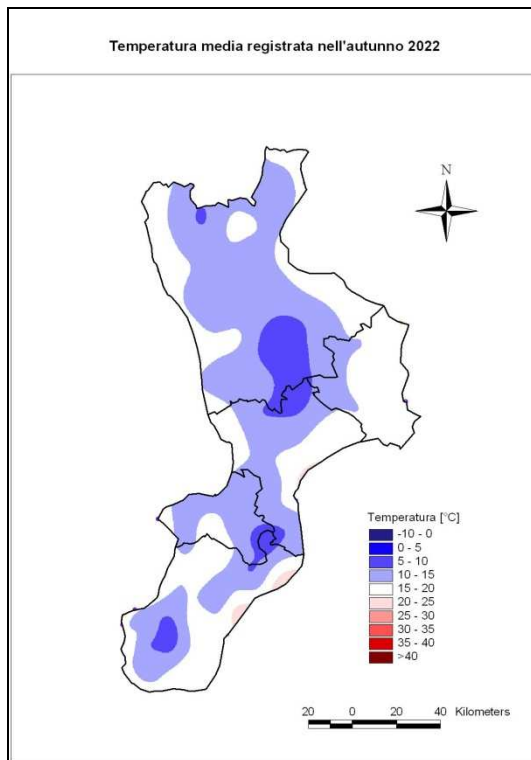 Temperatura media registrata nell'autunno 2022
N
Temperatura [°C]
-10 - 0
0 - 5
5 - 10
10 - 15
15 - 20
20 - 25
25 - 30
30 - 35
35 - 40
>40
20 0 20 40 Kilometers